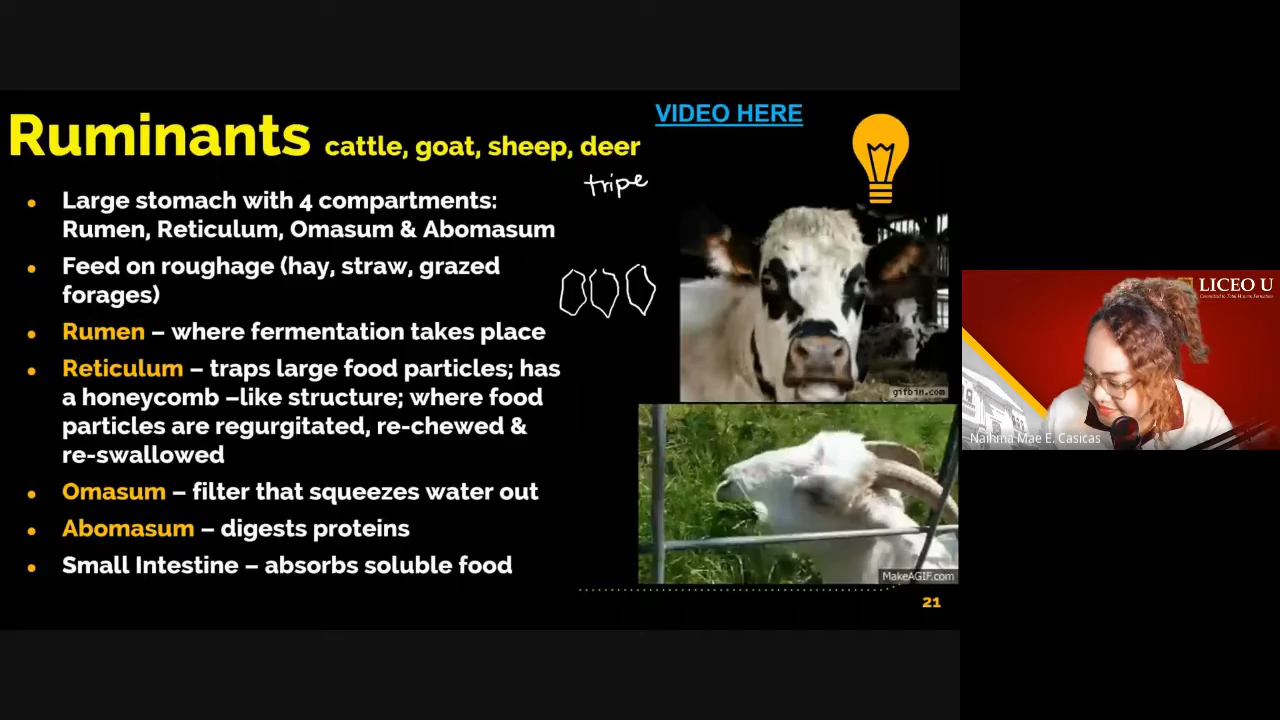 VIDEO HERE
Ruminants cattle, goat, sheep, deer
tripe
• Large stomach with 4 compartments:
Rumen, Reticulum, Omasum & Abomasum
• Feed on roughage (hay, straw, grazed
forages)
• Rumen – where fermentation takes place
• Reticulum – traps large food particles; has
a honeycomb –like structure; where food
particles are regurgitated, re-chewed &
re-swallowed
• Omasum – filter that squeezes water out
• Abomasum – digests proteins
• Small Intestine – absorbs soluble food
gifbin.com
MakeAGIF.com
21
LICEO U
Naihma Mae E. Casicas